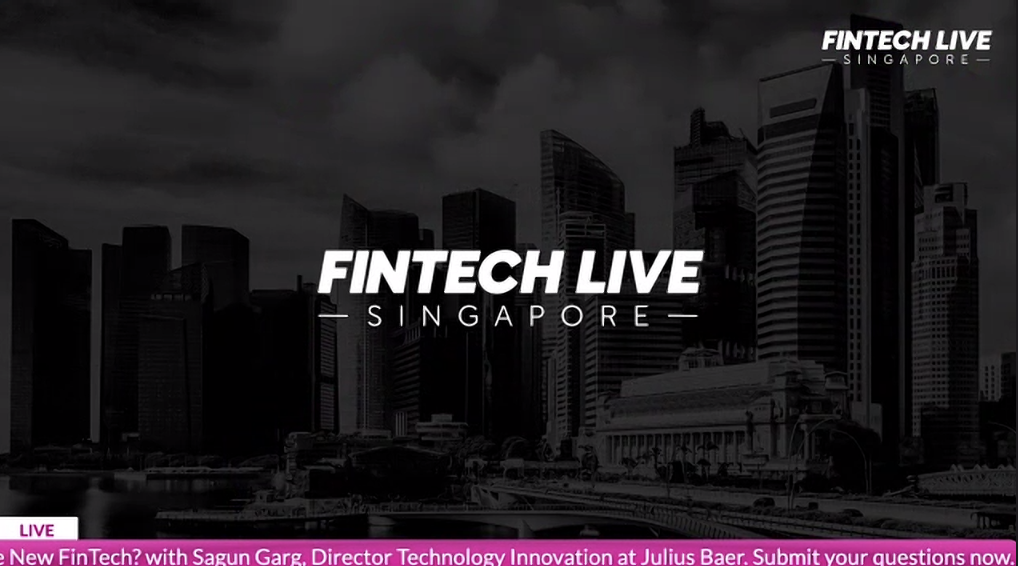 FINTECH LIVE
— SINGAPORE —
FINTECH LIVE
— SINGAPORE —
LIVE
e New FinTech? with Sagun Garg, Director Technology Innovation at Julius Baer. Submit your questions now.